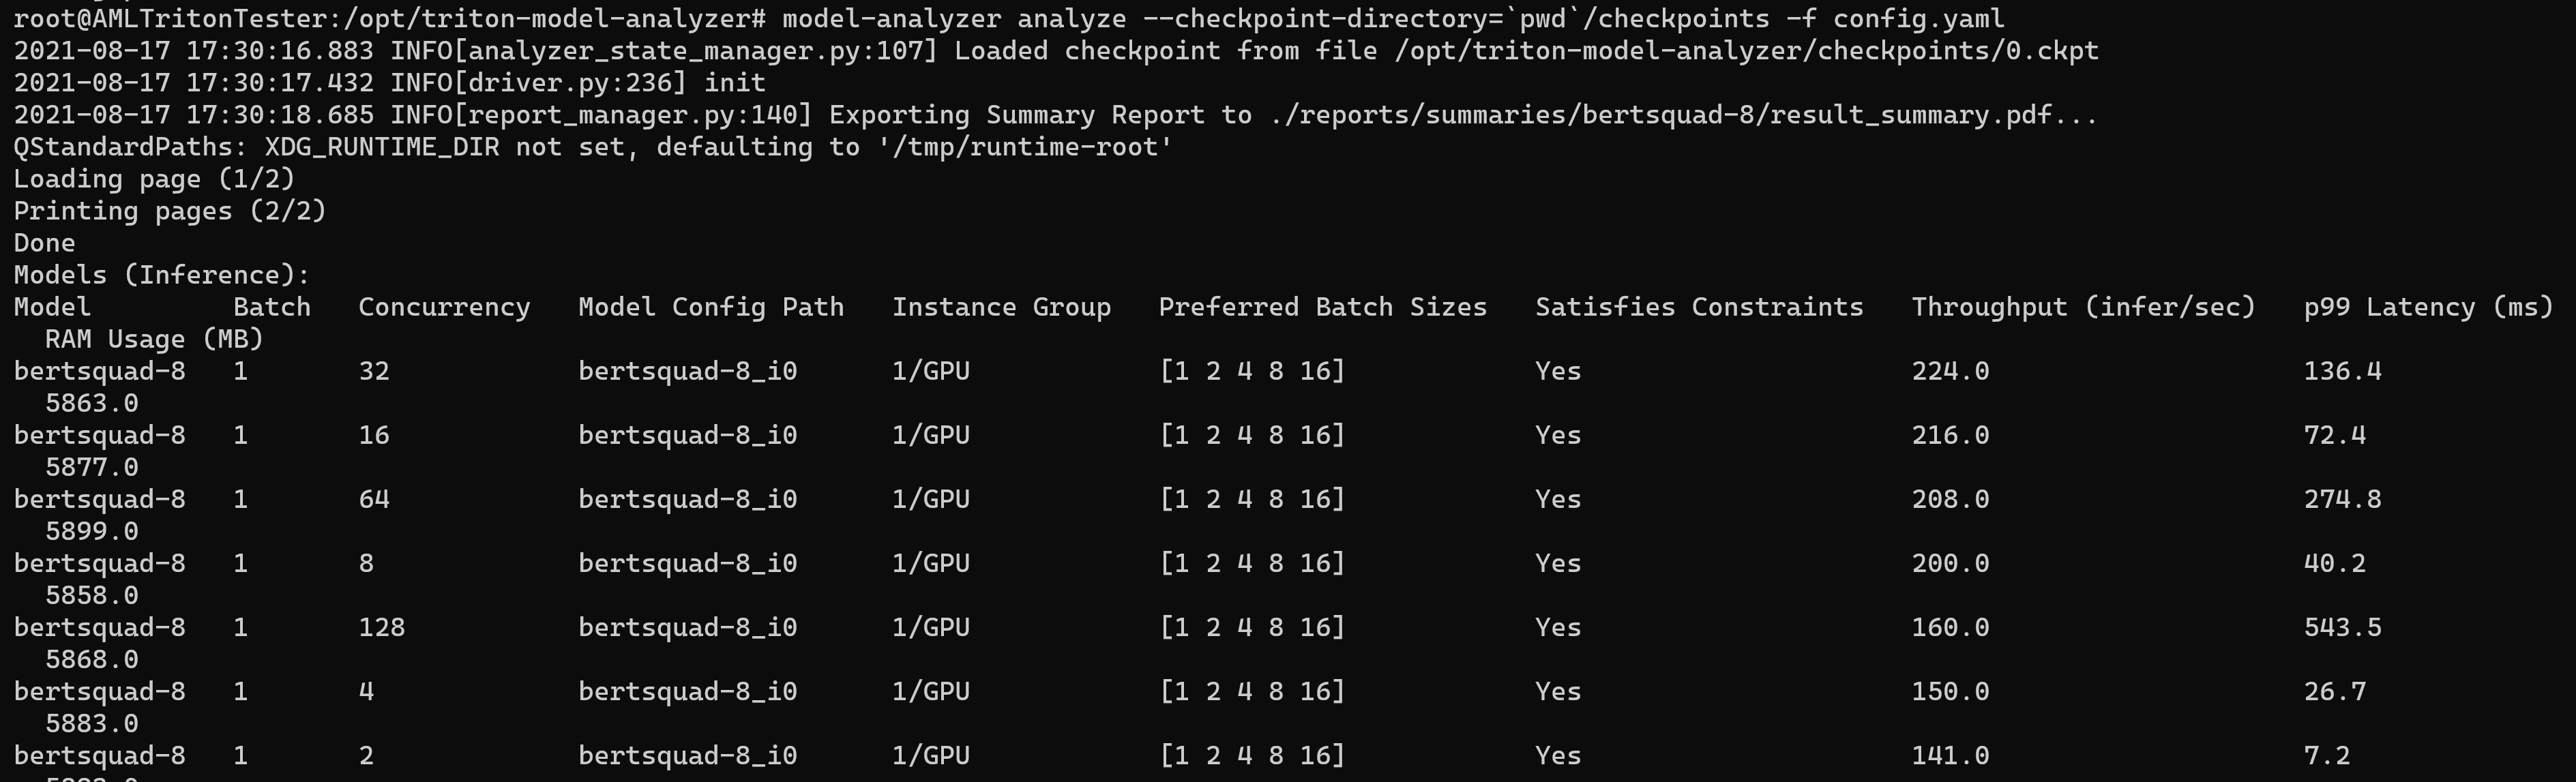 root@AMLTritonTester:/opt/triton-model-analyzer# model-analyzer analyze --checkpoint-directory=`pwd`/checkpoints -f config.yaml
2021-08-17 17:30:16.883 INFO[analyzer_state_manager.py:107] Loaded checkpoint from file /opt/triton-model-analyzer/checkpoints/0.ckpt
2021-08-17 17:30:17.432 INFO[driver.py:236] init
2021-08-17 17:30:18.685 INFO[report_manager.py:140] Exporting Summary Report to ./reports/summaries/bertsquad-8/result_summary.pdf...
QStandardPaths: XDG_RUNTIME_DIR not set, defaulting to '/tmp/runtime-root'
Loading page (1/2)
Printing pages (2/2)
Done
Models (Inference):
Model         Batch   Concurrency   Model Config Path   Instance Group   Preferred Batch Sizes   Satisfies Constraints   Throughput (infer/sec)   p99 Latency (ms)
  RAM Usage (MB)
bertsquad-8   1       32            bertsquad-8_i0      1/GPU            [1 2 4 8 16]            Yes                     224.0                    136.4
  5863.0
bertsquad-8   1       16            bertsquad-8_i0      1/GPU            [1 2 4 8 16]            Yes                     216.0                    72.4
  5877.0
bertsquad-8   1       64            bertsquad-8_i0      1/GPU            [1 2 4 8 16]            Yes                     208.0                    274.8
  5899.0
bertsquad-8   1       8             bertsquad-8_i0      1/GPU            [1 2 4 8 16]            Yes                     200.0                    40.2
  5858.0
bertsquad-8   1       128           bertsquad-8_i0      1/GPU            [1 2 4 8 16]            Yes                     160.0                    543.5
  5868.0
bertsquad-8   1       4             bertsquad-8_i0      1/GPU            [1 2 4 8 16]            Yes                     150.0                    26.7
  5883.0
bertsquad-8   1       2             bertsquad-8_i0      1/GPU            [1 2 4 8 16]            Yes                     141.0                    7.2